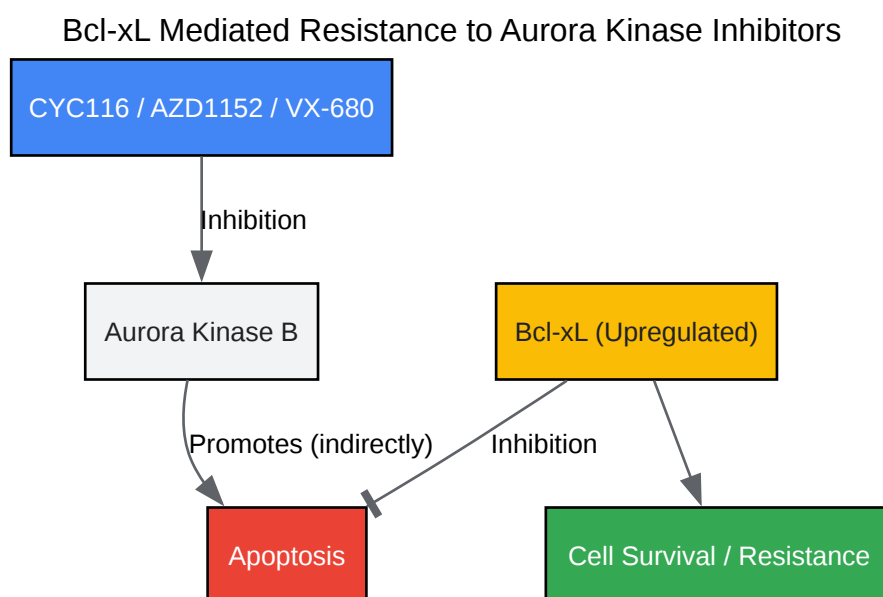 Bcl-xL Mediated Resistance to Aurora Kinase Inhibitors
CYC116 / AZD1152 / VX-680
Inhibition
Aurora Kinase B
Bcl-xL (Upregulated)
Promotes (indirectly)
Inhibition
Apoptosis
Cell Survival / Resistance